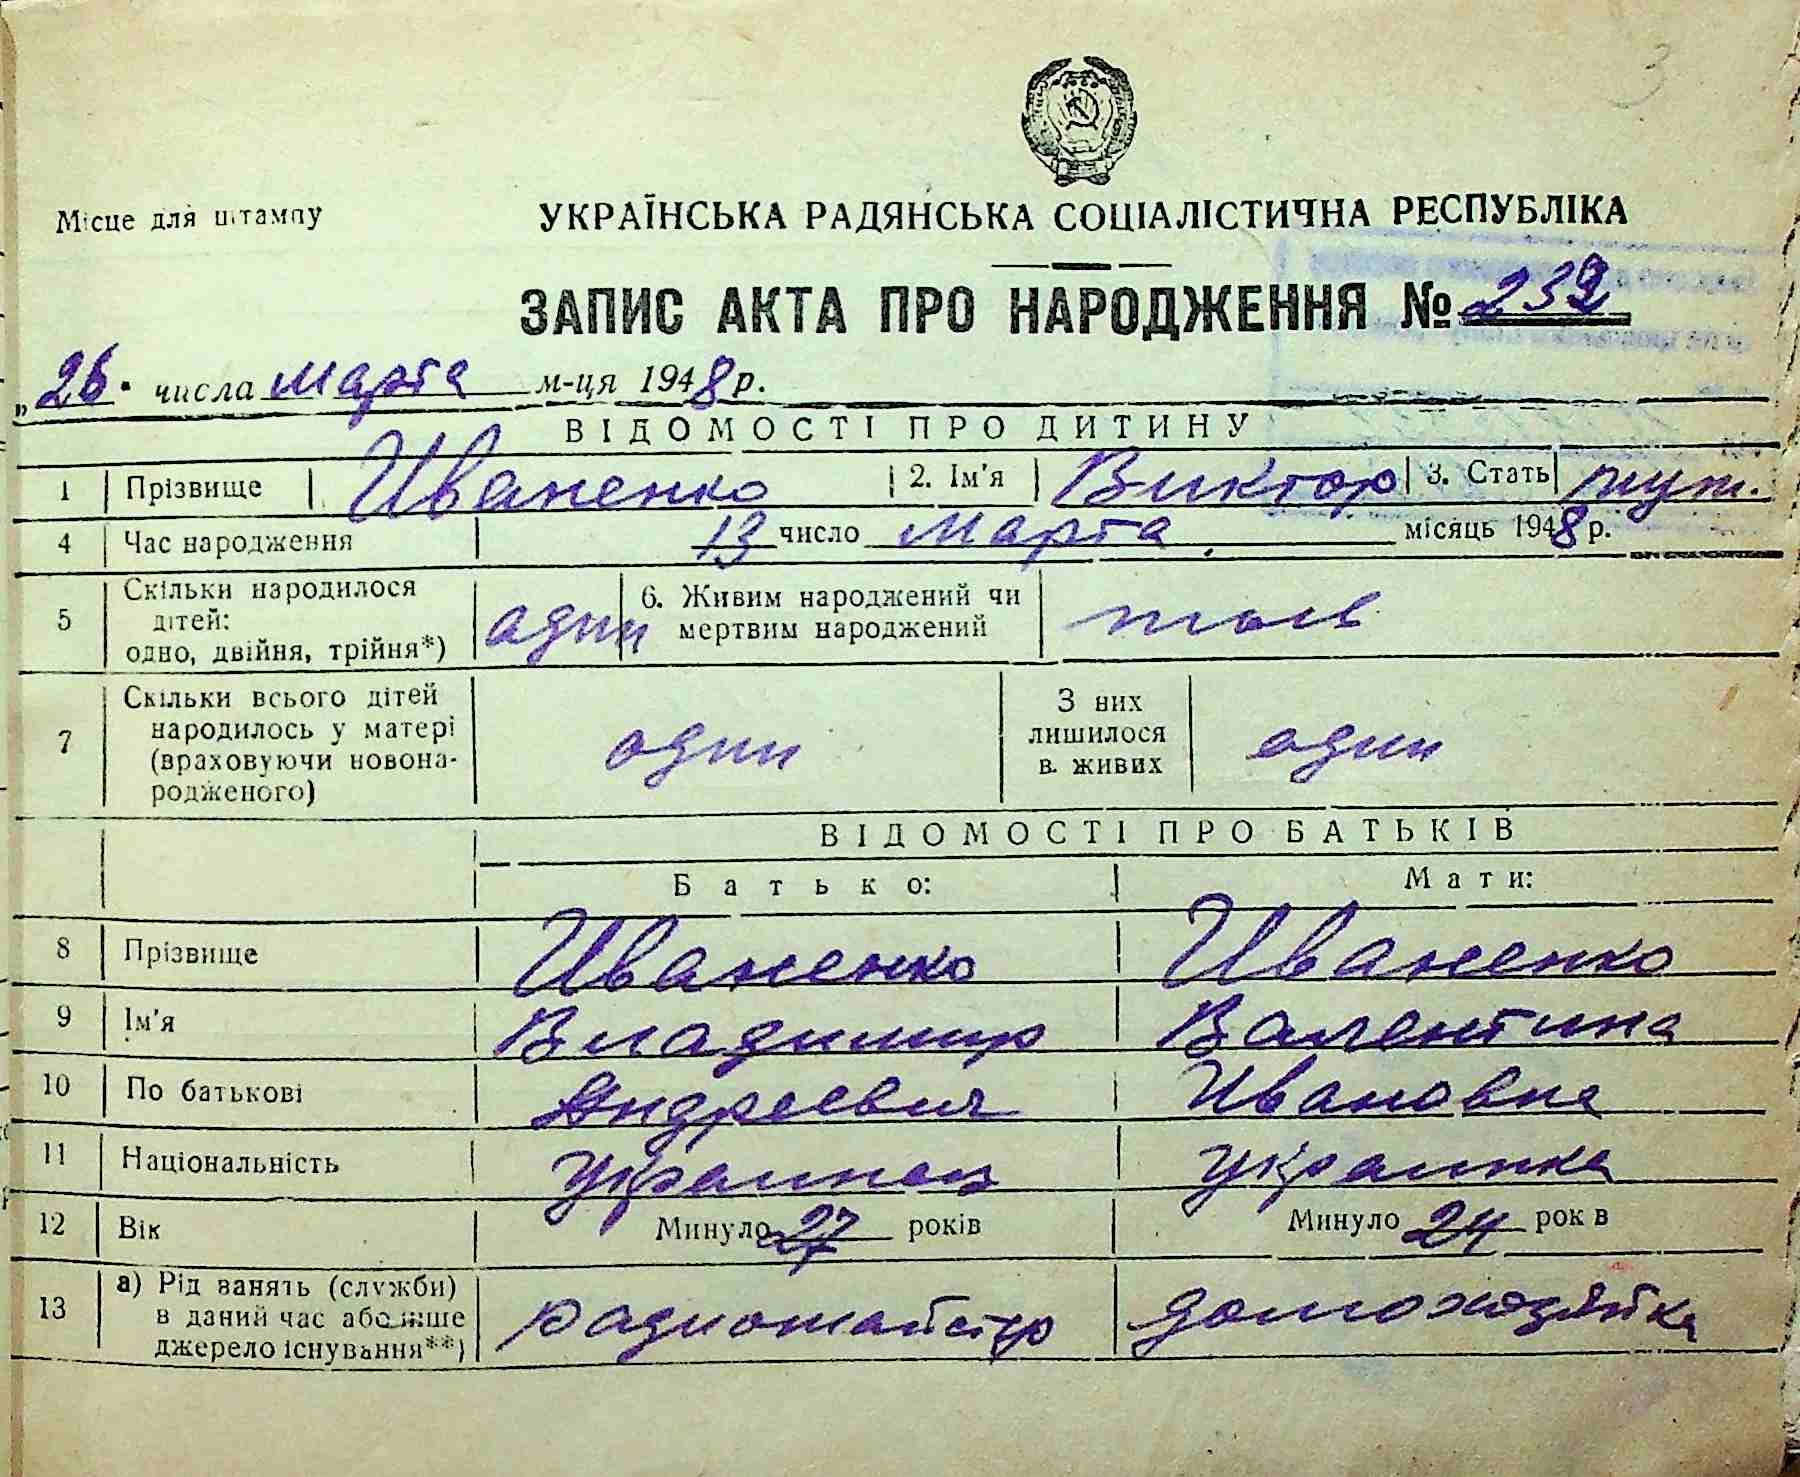 3
Місце для штампу
УКРАЇНСЬКА РАДЯНСЬКА СОЦІАЛІСТИЧНА РЕСПУБЛІКА
ЗАПИС АКТА ПРО НАРОДЖЕННЯ № 232
„26" числа марта м-ця 1948 р.
ВІДОМОСТІ ПРО ДИТИНУ
1 Прізвище Иваненко 2. Ім'я Виктор 3. Стать муж.
4 Час народження 13 число марта місяць 1948 р.
5 Скільки народилося дітей: одно, двійня, трійня*) один 6. Живим народжений чи мертвим народжений
7 Скільки всього дітей народилось у матері (враховуючи новонародженого) один З них лишилося в живих один
ВІДОМОСТІ ПРО БАТЬКІВ
Батько: Мати:
8 Прізвище Иваненко Иваненко
9 Ім'я Владимир Валентина
10 По батькові Андреевич Ивановна
11 Національність украинец украинка
12 Вік Минуло 27 років Минуло 24 рок в
13 а) Рід занять (служби) в даний час або інше джерело існування**) радиомайстер домохозяйка